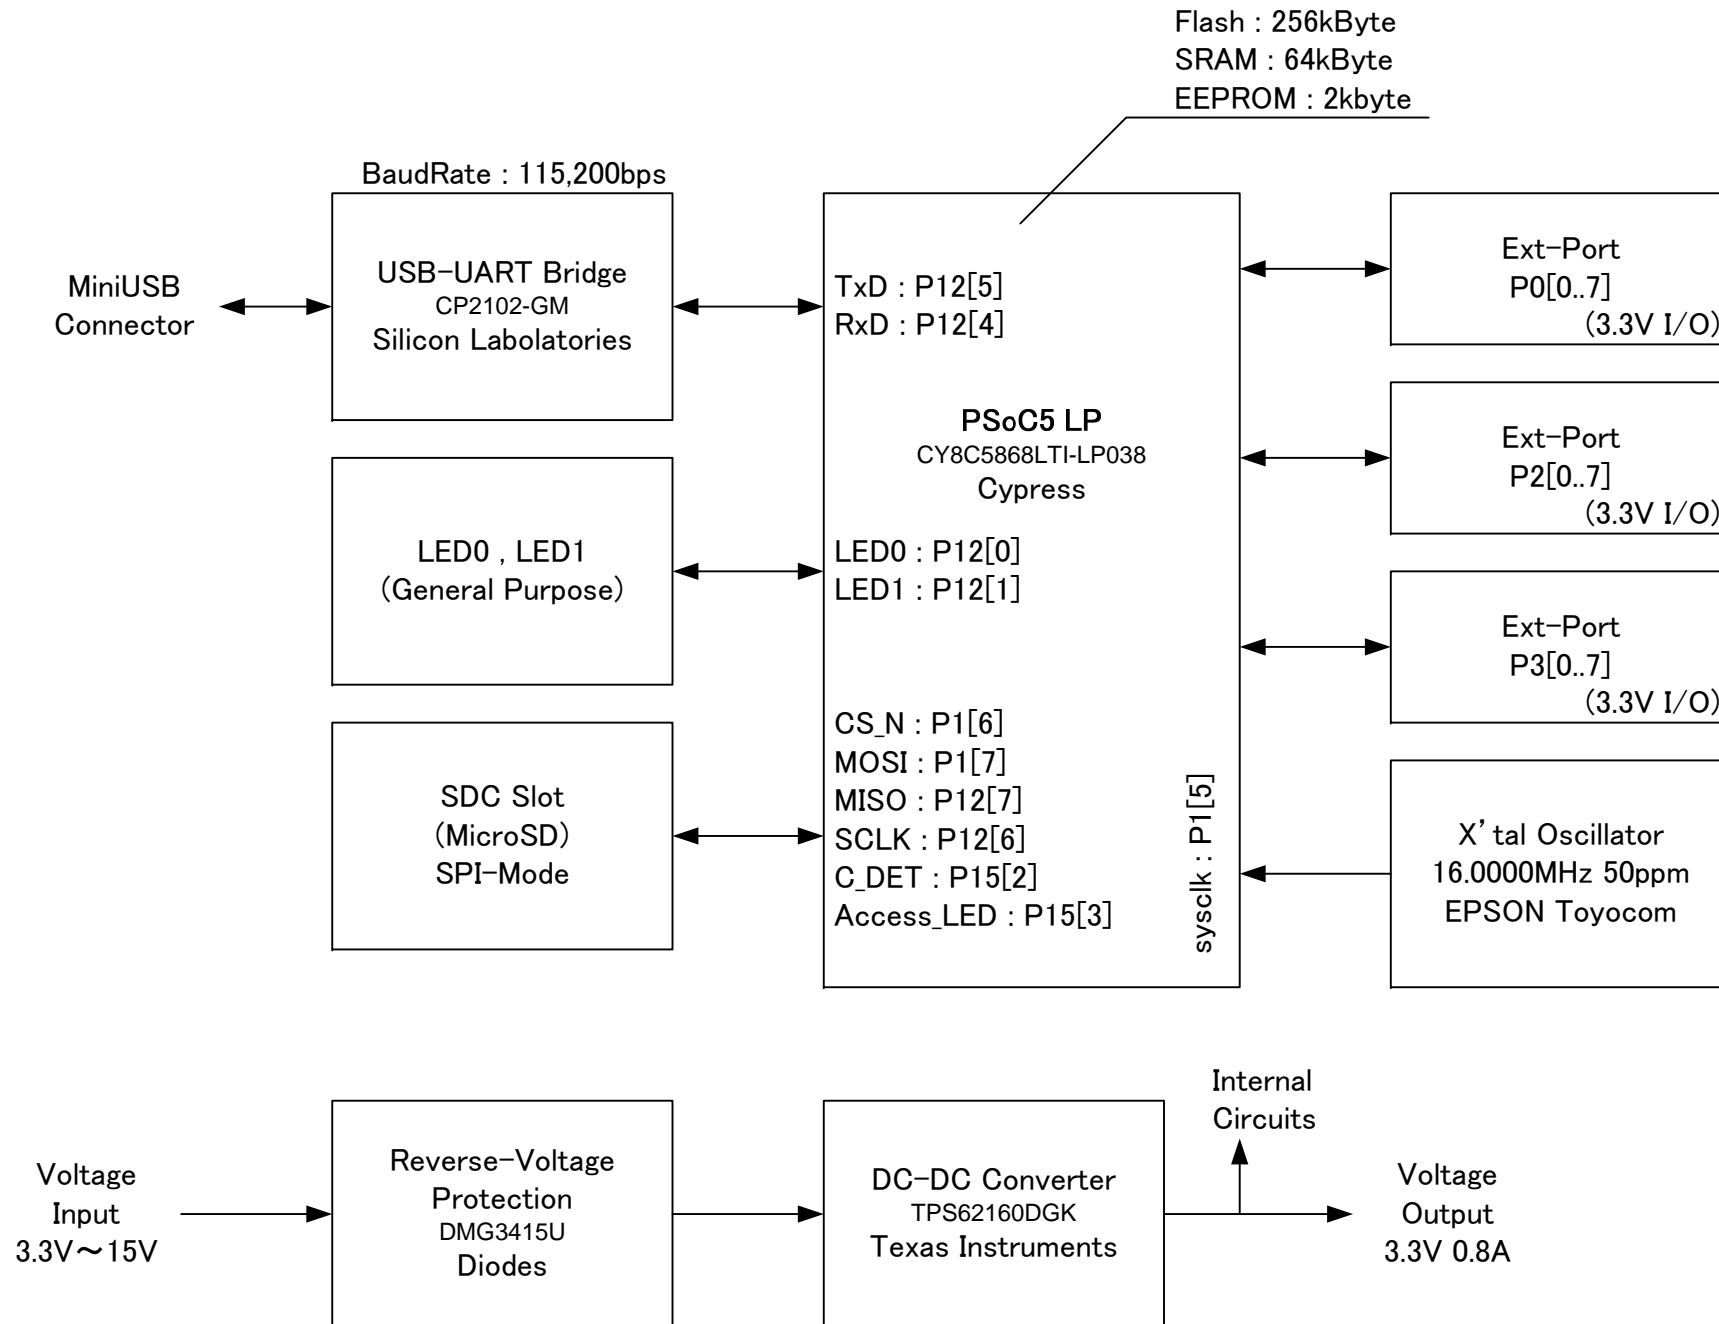 Flash : 256kByte
SRAM : 64kByte
EEPROM : 2kbyte
BaudRate : 115,200bps
MiniUSB
Connector
USB-UART Bridge
CP2102-GM
Silicon Labolatories
TxD : P12[5]
RxD : P12[4]
PSoC5 LP
CY8C5868LTI-LP038
Cypress
LED0 : P12[0]
LED1 : P12[1]
CS_N : P1[6]
MOSI : P1[7]
MISO : P12[7]
SCLK : P12[6]
C_DET : P15[2]
Access_LED : P15[3]
sysclk : P1[5]
Ext-Port
P0[0..7]
(3.3V I/O)
Ext-Port
P2[0..7]
(3.3V I/O)
Ext-Port
P3[0..7]
(3.3V I/O)
LED0 , LED1
(General Purpose)
SDC Slot
(MicroSD)
SPI-Mode
X’tal Oscillator
16.0000MHz 50ppm
EPSON Toyocom
Voltage
Input
3.3V～15V
Reverse-Voltage
Protection
DMG3415U
Diodes
DC-DC Converter
TPS62160DGK
Texas Instruments
Internal
Circuits
Voltage
Output
3.3V 0.8A